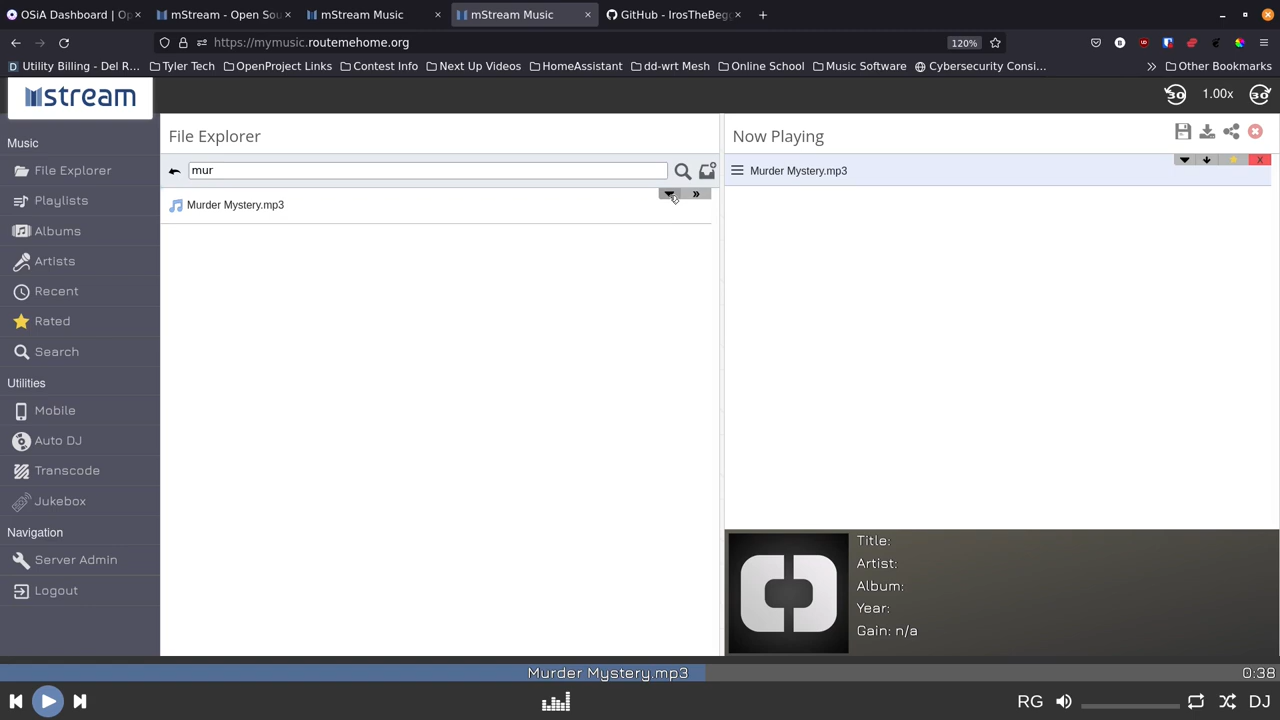 OSiA Dashboard | Op
mStream - Open Sou
mStream Music
mStream Music
GitHub - IrosTheBegg
https://mymusic.routemehome.org
120%
Utility Billing - Del R...
Tyler Tech
OpenProject Links
Contest Info
Next Up Videos
HomeAssistant
dd-wrt Mesh
Online School
Music Software
Cybersecurity Consi...
Other Bookmarks
mstream
30
1.00x
30
Music
File Explorer
Playlists
Albums
Artists
Recent
Rated
Search
Utilities
Mobile
Auto DJ
Transcode
Jukebox
Navigation
Server Admin
Logout
File Explorer
mur
Murder Mystery.mp3
Now Playing
X
Murder Mystery.mp3
Title:
Artist:
Album:
Year:
Gain: n/a
Murder Mystery.mp3
0:38
RG
DJ